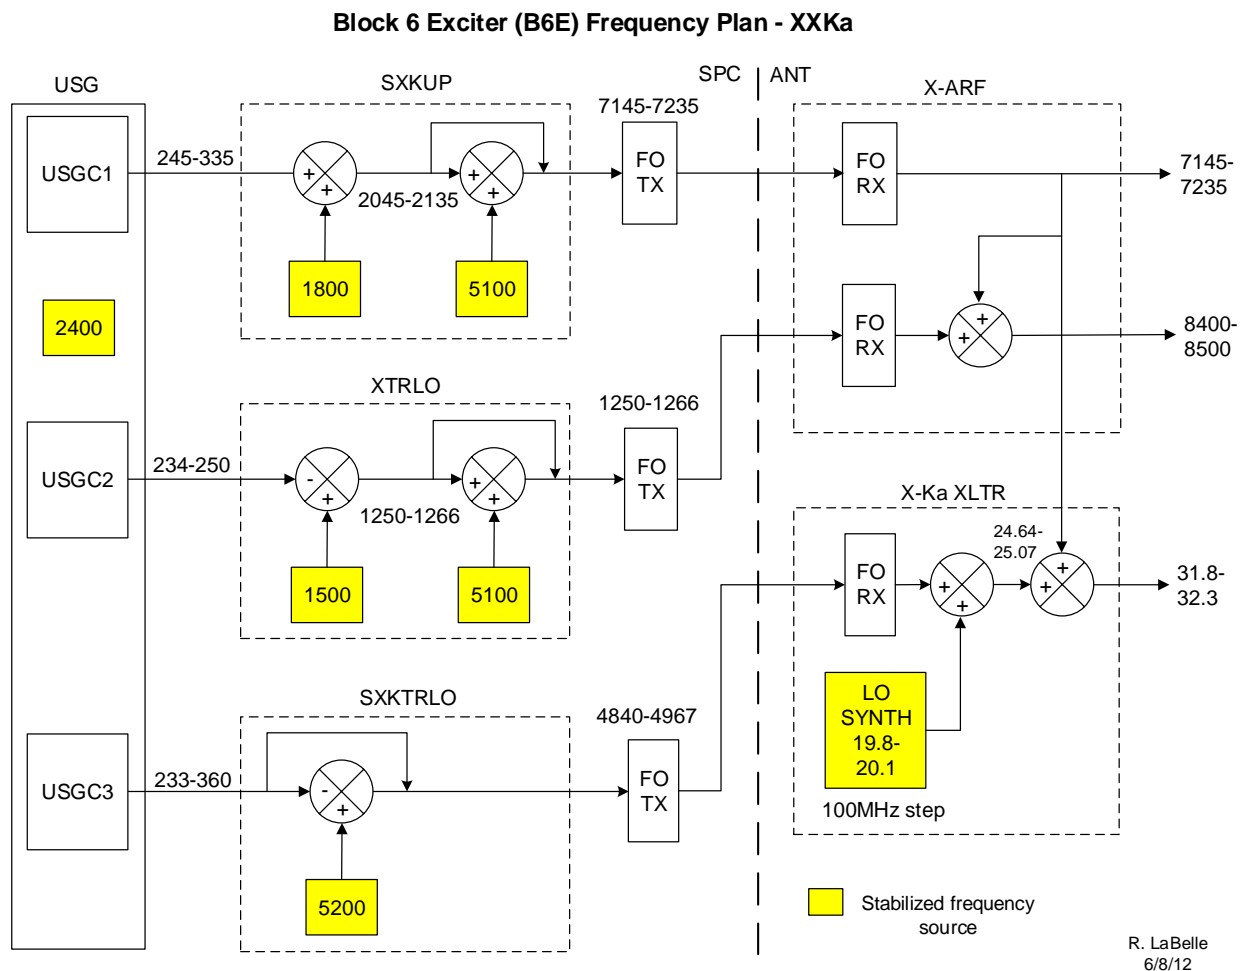 Block 6 Exciter (B6E) Frequency Plan - XXKa
SPC
ANT
USG
SXKUP
X-ARF
7145-7235
USGC1
245-335
+
+
2045-2135
+
+
FO
TX
FO
RX
7145-
7235
1800
5100
2400
FO
RX
+
+
8400-
8500
XTRLO
1250-1266
USGC2
234-250
-
+
1250-1266
+
+
FO
TX
1500
5100
X-Ka XLTR
FO
RX
+
+
24.64-
25.07
+
+
31.8-
32.3
LO
SYNTH
19.8-
20.1
100MHz step
SXKTRLO
4840-4967
USGC3
233-360
-
+
FO
TX
5200
Stabilized frequency
source
R. LaBelle
6/8/12